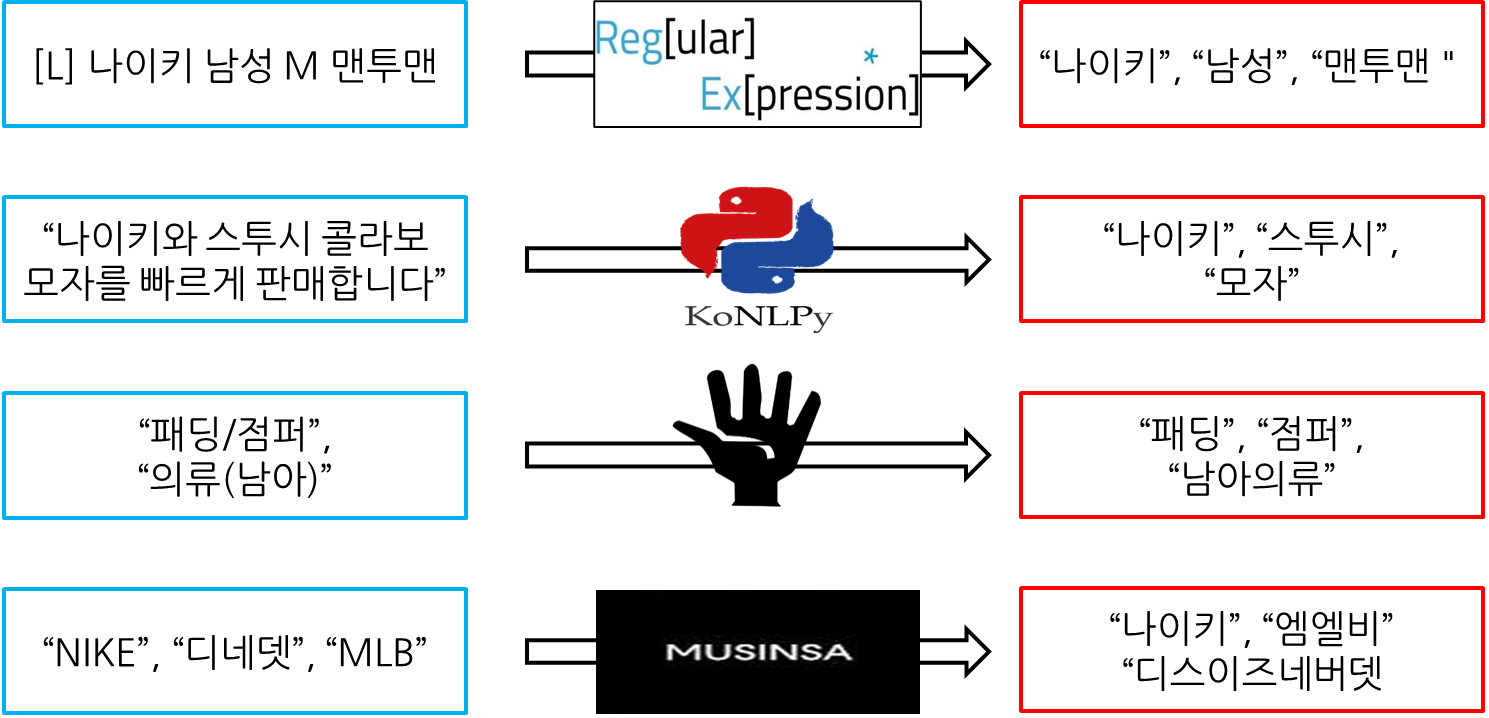 [L] 나이키 남성 M 맨투맨
Reg[ular]
*
Ex[pression]
“나이키”, “남성”, “맨투맨 "
“나이키와 스투시 콜라보
모자를 빠르게 판매합니다”
KoNLPy
“나이키”, “스투시”,
“모자”
“패딩/점퍼”,
“의류(남아)”
“패딩”, “점퍼”,
“남아의류”
“NIKE”, “디네뎃”, “MLB”
MUSINSA
“나이키”, “엠엘비”
“디스이즈네버뎃